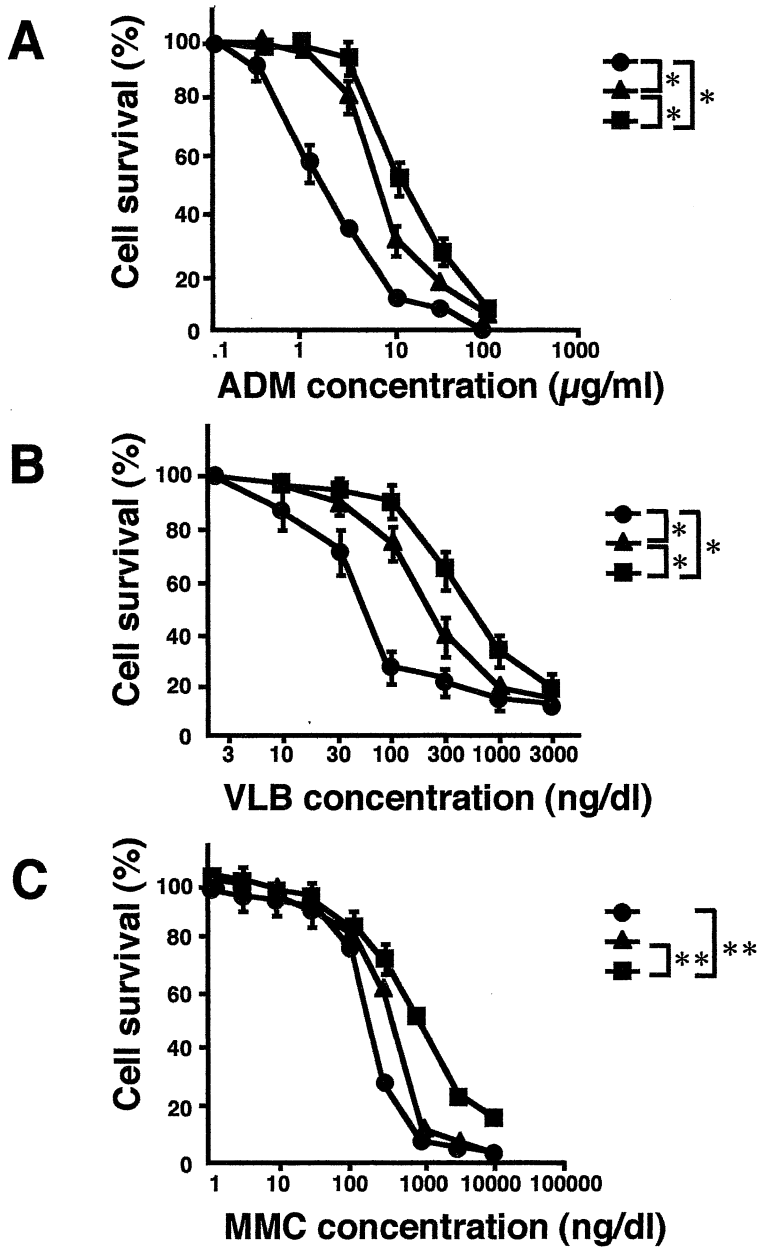 A
Cell survival (%)
100
80
60
40
20
0
.1 1 10 100 1000
ADM concentration (µg/ml)
*
*
*
B
Cell survival (%)
100
80
60
40
20
0
3 10 30 100 300 1000 3000
VLB concentration (ng/dl)
*
*
*
C
Cell survival (%)
100
80
60
40
20
0
1 10 100 1000 10000 100000
MMC concentration (ng/dl)
**
**